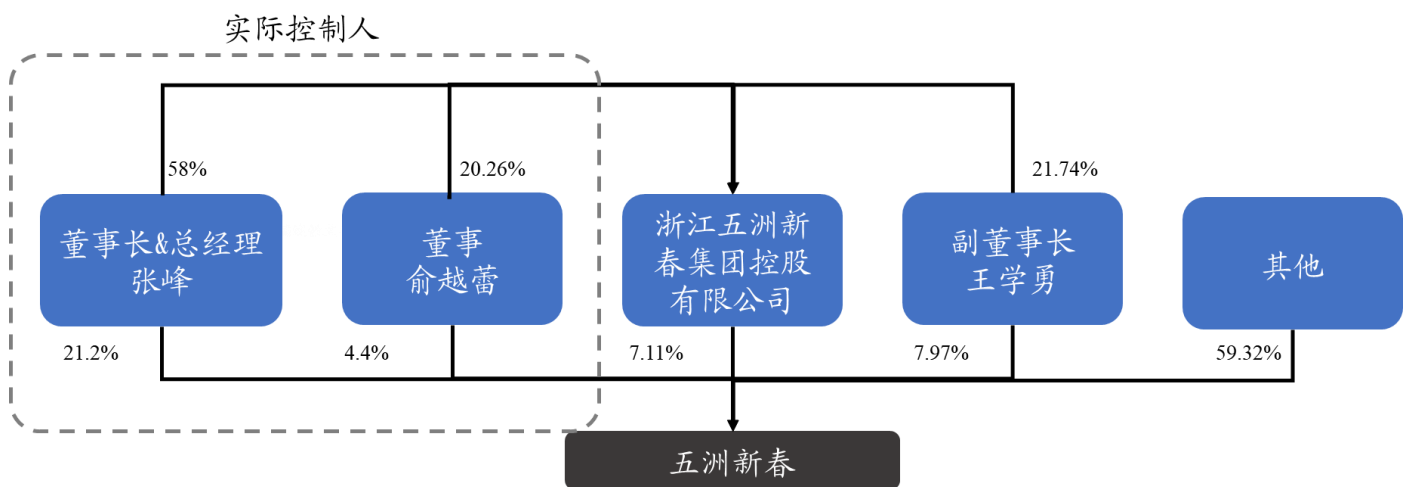 实际控制人
58%
20.26%
21.74%
董事长&总经理
张峰
董事
俞越蕾
浙江五洲新
春集团控股
有限公司
副董事长
王学勇
其他
21.2%
4.4%
7.11%
7.97%
59.32%
五洲新春